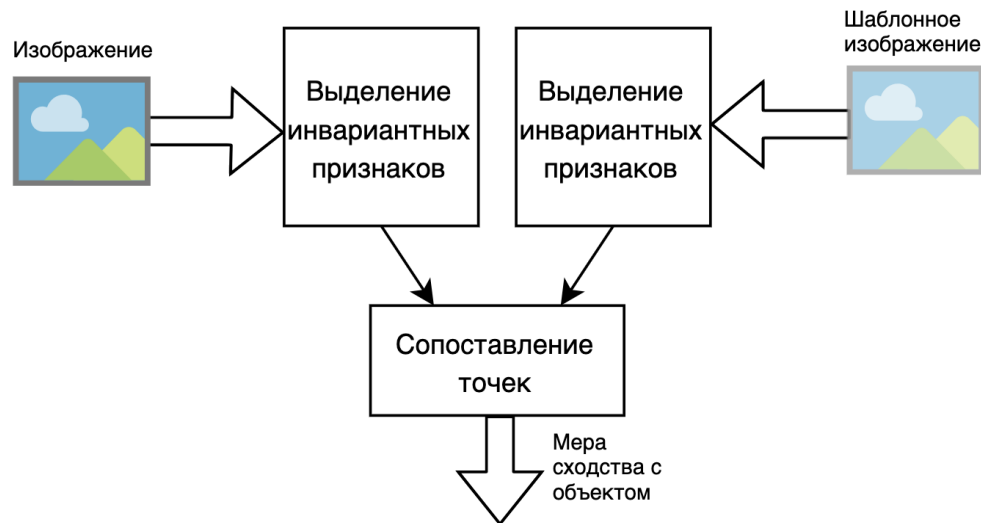 Изображение
Шаблонное
изображение
Выделение
инвариантных
признаков
Выделение
инвариантных
признаков
Сопоставление
точек
Мера
сходства с
объектом